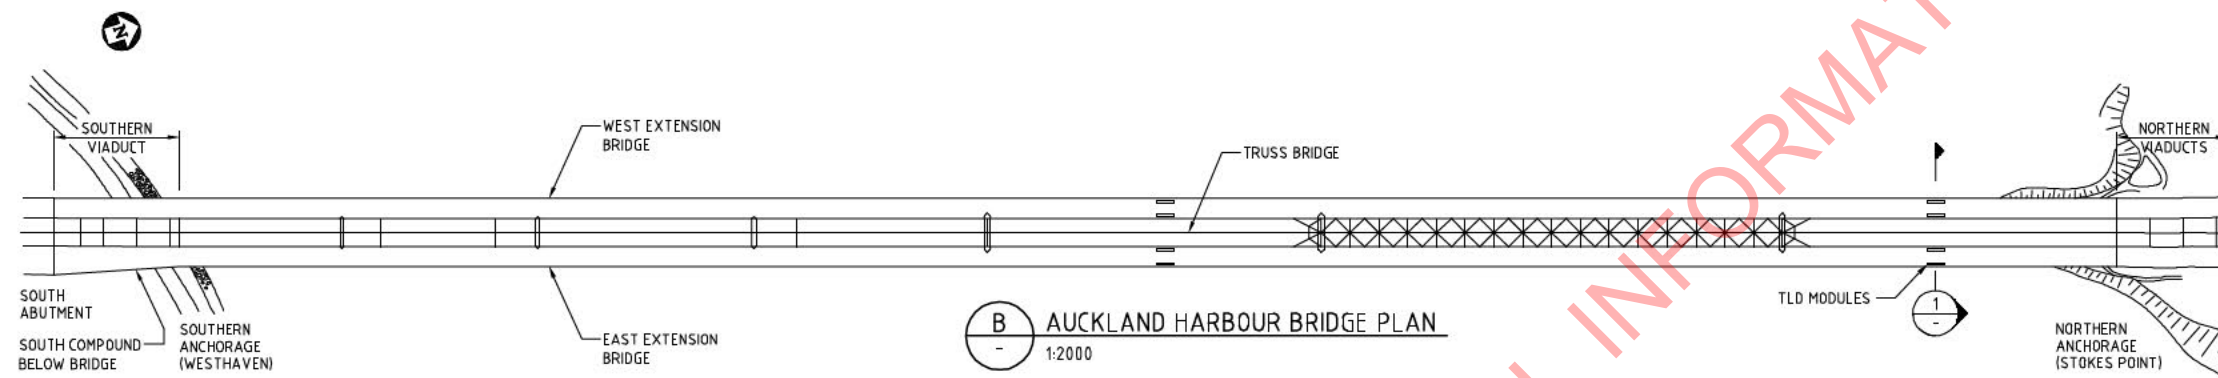 N
SOUTHERN
VIADUCT
WEST EXTENSION
BRIDGE
TRUSS BRIDGE
NORTHERN
VIADUCTS
SOUTH
ABUTMENT
SOUTH COMPOUND
BELOW BRIDGE
SOUTHERN
ANCHORAGE
(WESTHAVEN)
EAST EXTENSION
BRIDGE
B
-
AUCKLAND HARBOUR BRIDGE PLAN
1:2000
TLD MODULES
1
-
NORTHERN
ANCHORAGE
(STOKES POINT)
INFORMAT